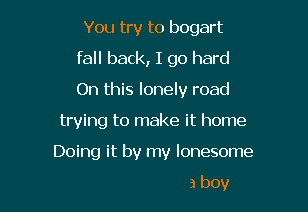 You try to bogart
fall back, I go hard
On this lonely road
trying to make it home
Doing it by my lonesome
a boy